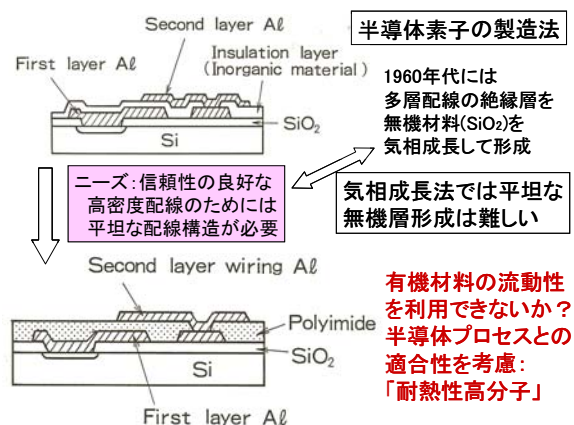 半導体素子の製造法
Second layer Aℓ
First layer Aℓ
Insulation layer
(Inorganic material)
SiO₂
Si
1960年代には
多層配線の絶縁層を
無機材料(SiO₂)を
気相成長して形成
ニーズ：信頼性の良好な
高密度配線のためには
平坦な配線構造が必要
気相成長法では平坦な
無機層形成は難しい
Second layer wiring Aℓ
Polyimide
SiO₂
Si
First layer Aℓ
有機材料の流動性
を利用できないか？
半導体プロセスとの
適合性を考慮：
「耐熱性高分子」